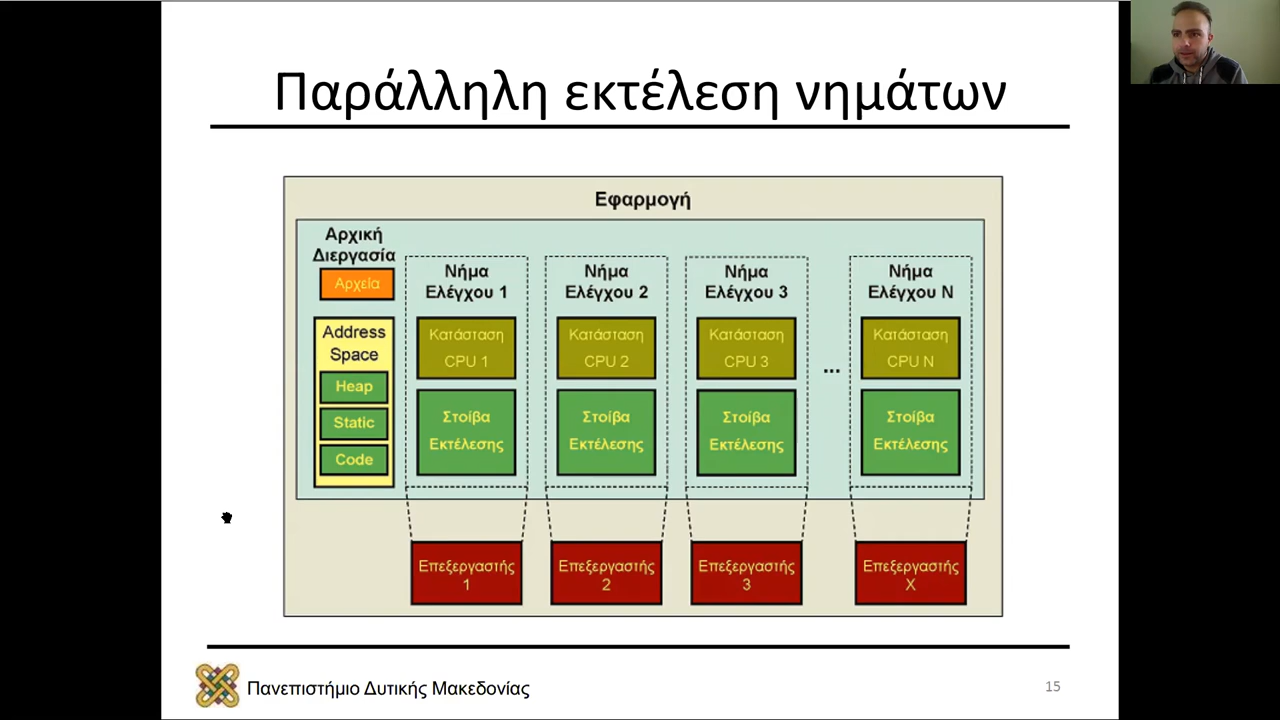 Παράλληλη εκτέλεση νημάτων
Εφαρμογή
Αρχική
Διεργασία
Αρχεία
Address
Space
Heap
Static
Code
Νήμα
Ελέγχου 1
Κατάσταση
CPU 1
Στοίβα
Εκτέλεσης
Νήμα
Ελέγχου 2
Κατάσταση
CPU 2
Στοίβα
Εκτέλεσης
Νήμα
Ελέγχου 3
Κατάσταση
CPU 3
Στοίβα
Εκτέλεσης
...
Νήμα
Ελέγχου N
Κατάσταση
CPU N
Στοίβα
Εκτέλεσης
Επεξεργαστής
1
Επεξεργαστής
2
Επεξεργαστής
3
Επεξεργαστής
X
Πανεπιστήμιο Δυτικής Μακεδονίας
15